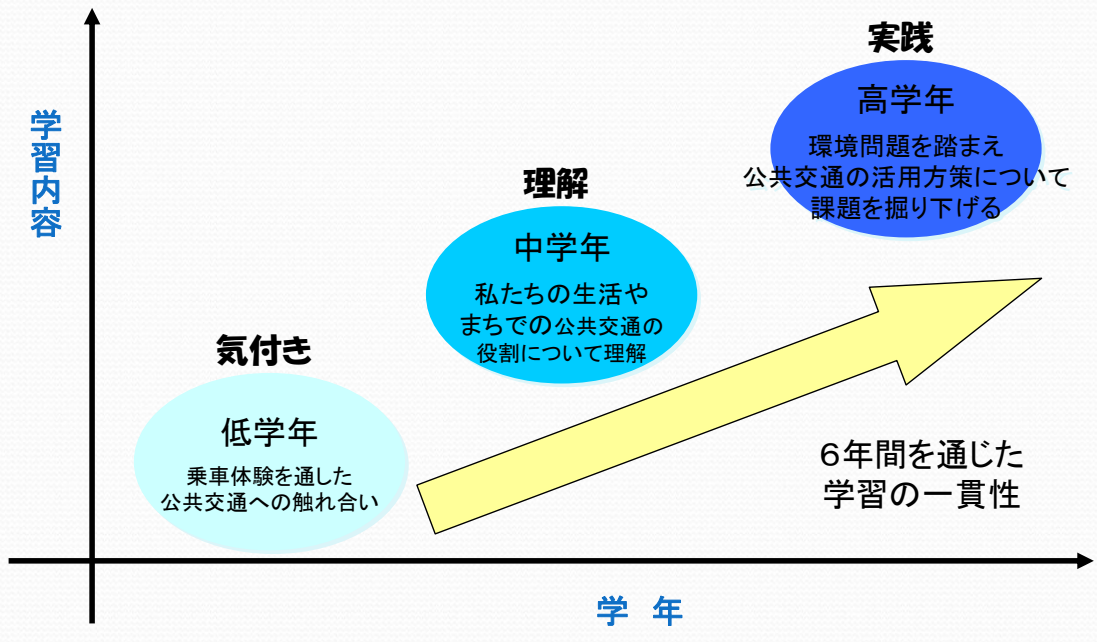 学習内容
実践
高学年
環境問題を踏まえ
公共交通の活用方策について
課題を掘り下げる
理解
中学年
私たちの生活や
まちでの公共交通の
役割について理解
気付き
低学年
乗車体験を通した
公共交通への触れ合い
6年間を通じた
学習の一貫性
学 年